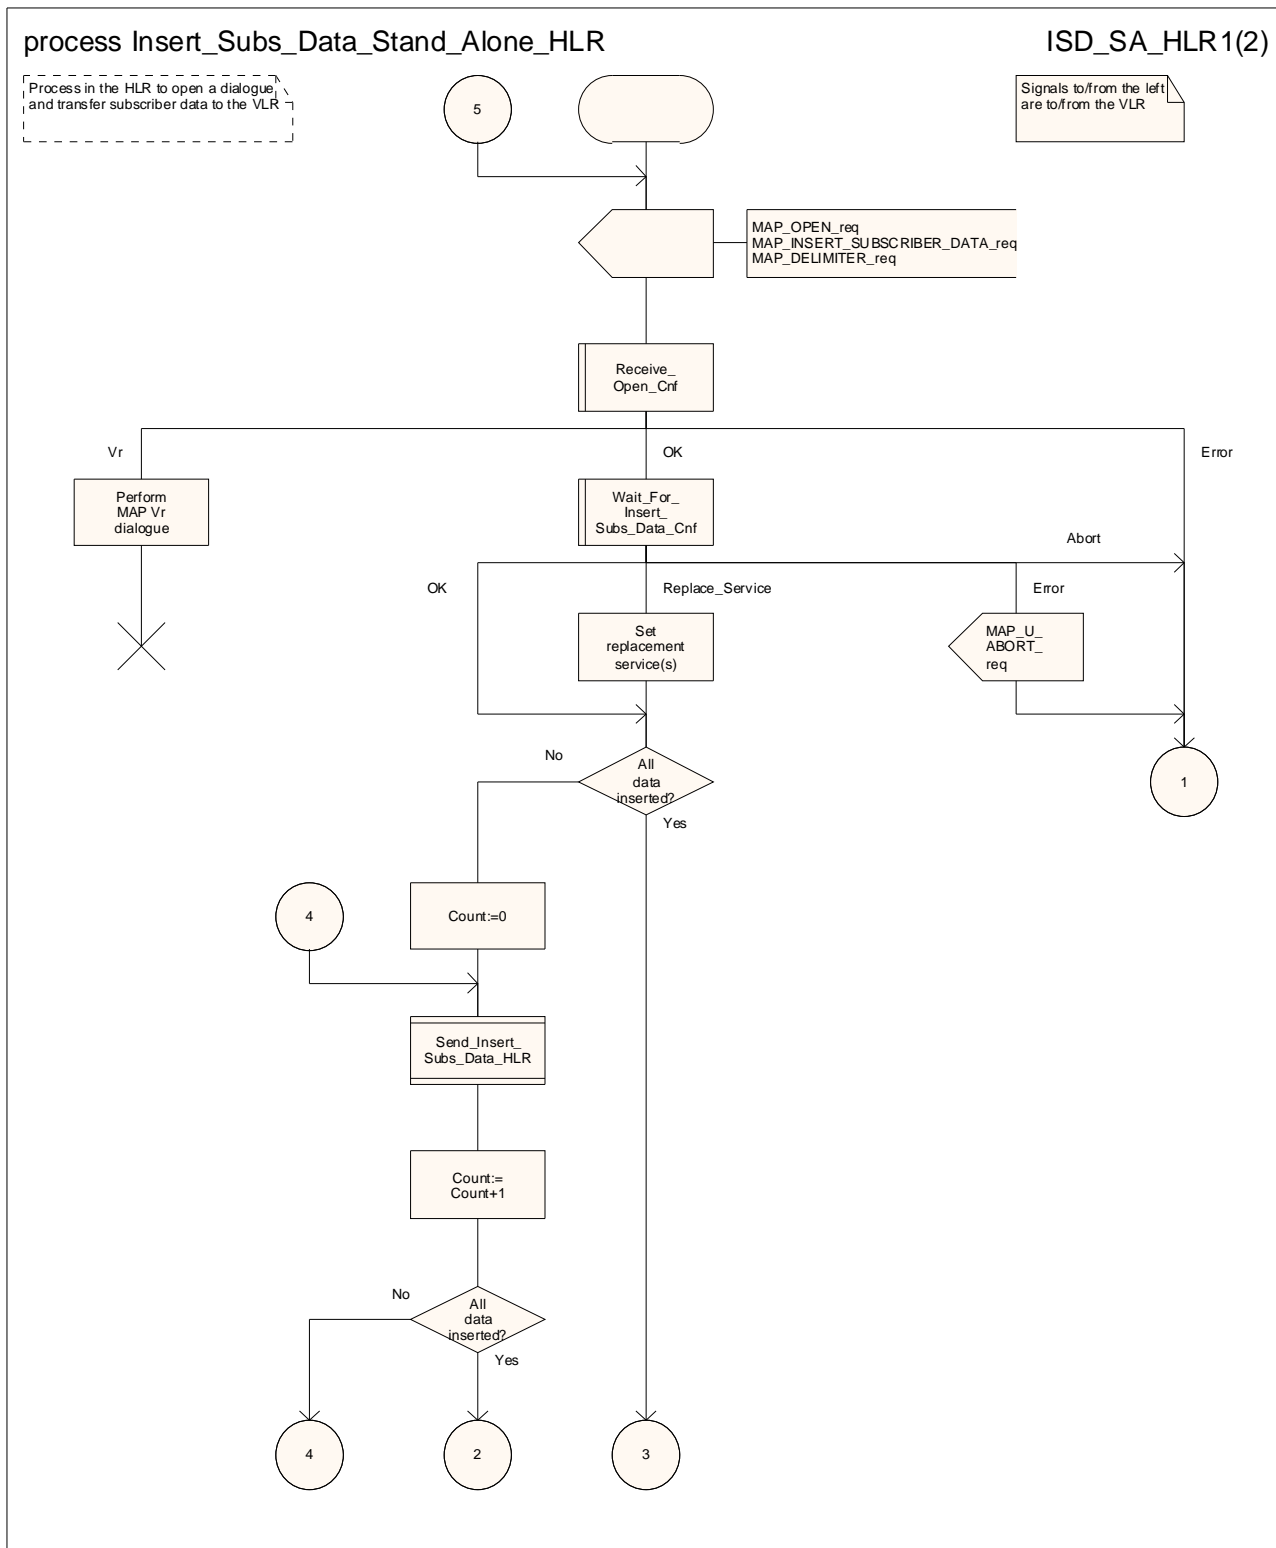 process Insert_Subs_Data_Stand_Alone_HLR
ISD_SA_HLR1(2)
Process in the HLR to open a dialogue
and transfer subscriber data to the VLR
5
Signals to/from the left
are to/from the VLR
MAP_OPEN_req
MAP_INSERT_SUBSCRIBER_DATA_req
MAP_DELIMITER_req
Receive_
Open_Cnf
Vr
OK
Error
Perform
MAP Vr
dialogue
Wait_For_
Insert_
Subs_Data_Cnf
Abort
OK
Replace_Service
Error
Set
replacement
service(s)
MAP_U_
ABORT_
req
No
All
data
inserted?
Yes
1
4
Count:=0
Send_Insert_
Subs_Data_HLR
Count:=
Count+1
No
All
data
inserted?
Yes
4
2
3